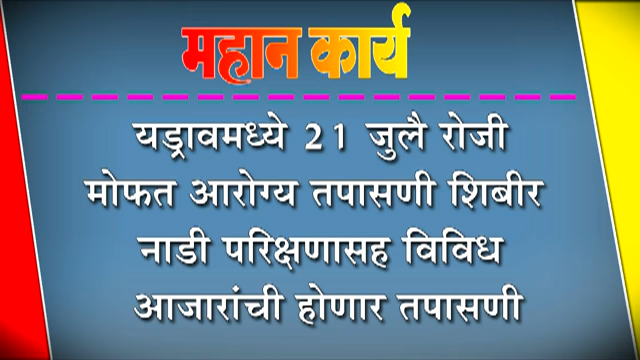 महान कार्य
यड्रावमध्ये 21 जुलै रोजी
मोफत आरोग्य तपासणी शिबीर
नाडी परिक्षणासह विविध
आजारांची होणार तपासणी